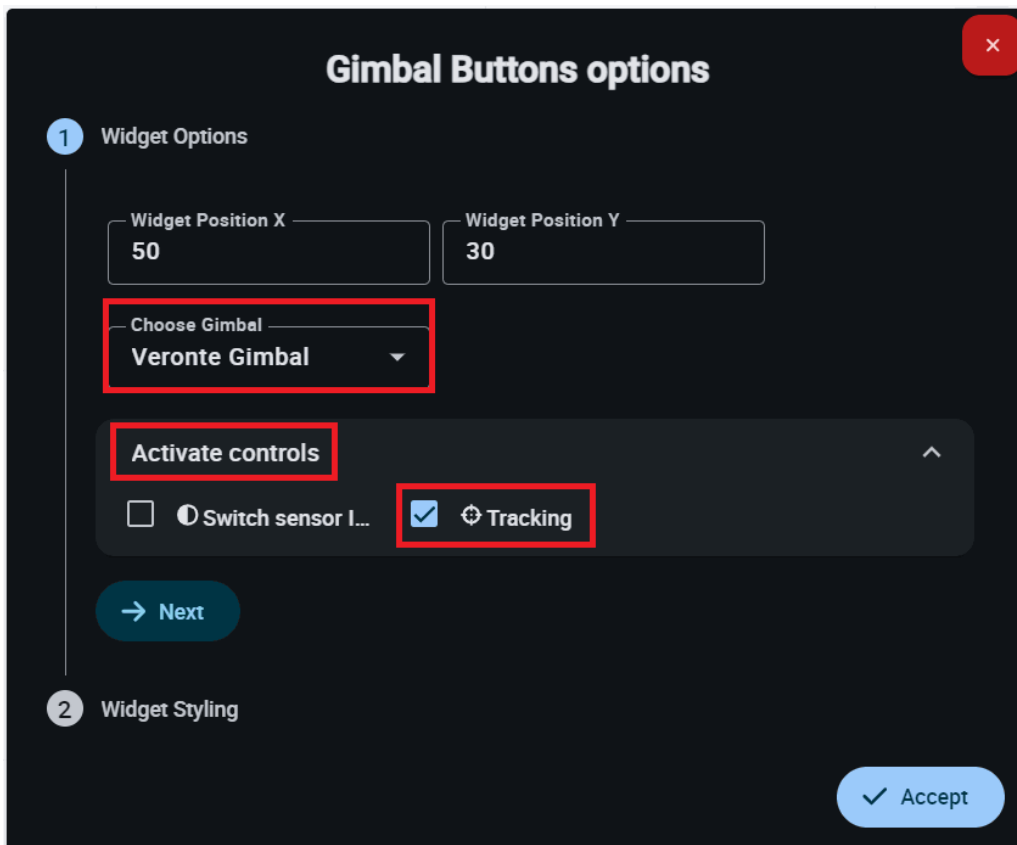 Gimbal Buttons options
1 Widget Options
Widget Position X
50
Widget Position Y
30
Choose Gimbal
Veronte Gimbal
Activate controls
Switch sensor I... Tracking
Next
2 Widget Styling
Accept